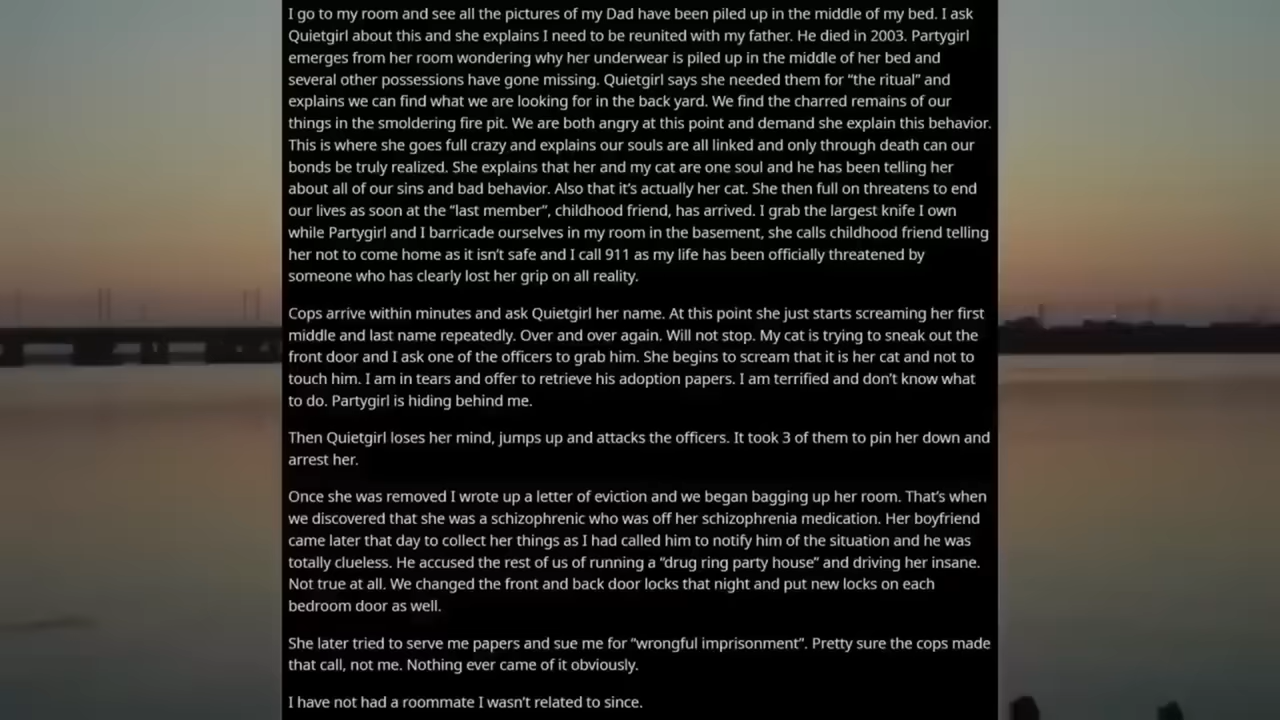 I go to my room and see all the pictures of my Dad have been piled up in the middle of my bed. I ask
Quietgirl about this and she explains I need to be reunited with my father. He died in 2003. Partygirl
emerges from her room wondering why her underwear is piled up in the middle of her bed and
several other possessions have gone missing. Quietgirl says she needed them for “the ritual” and
explains we can find what we are looking for in the back yard. We find the charred remains of our
things in the smoldering fire pit. We are both angry at this point and demand she explain this behavior.
This is where she goes full crazy and explains our souls are all linked and only through death can our
bonds be truly realized. She explains that her and my cat are one soul and he has been telling her
about all of our sins and bad behavior. Also that it’s actually her cat. She then full on threatens to end
our lives as soon at the “last member”, childhood friend, has arrived. I grab the largest knife I own
while Partygirl and I barricade ourselves in my room in the basement, she calls childhood friend telling
her not to come home as it isn’t safe and I call 911 as my life has been officially threatened by
someone who has clearly lost her grip on all reality.
Cops arrive within minutes and ask Quietgirl her name. At this point she just starts screaming her first
middle and last name repeatedly. Over and over again. Will not stop. My cat is trying to sneak out the
front door and I ask one of the officers to grab him. She begins to scream that it is her cat and not to
touch him. I am in tears and offer to retrieve his adoption papers. I am terrified and don’t know what
to do. Partygirl is hiding behind me.
Then Quietgirl loses her mind, jumps up and attacks the officers. It took 3 of them to pin her down and
arrest her.
Once she was removed I wrote up a letter of eviction and we began bagging up her room. That’s when
we discovered that she was a schizophrenic who was off her schizophrenia medication. Her boyfriend
came later that day to collect her things as I had called him to notify him of the situation and he was
totally clueless. He accused the rest of us of running a “drug ring party house” and driving her insane.
Not true at all. We changed the front and back door locks that night and put new locks on each
bedroom door as well.
She later tried to serve me papers and sue me for “wrongful imprisonment”. Pretty sure the cops made
that call, not me. Nothing ever came of it obviously.
I have not had a roommate I wasn’t related to since.